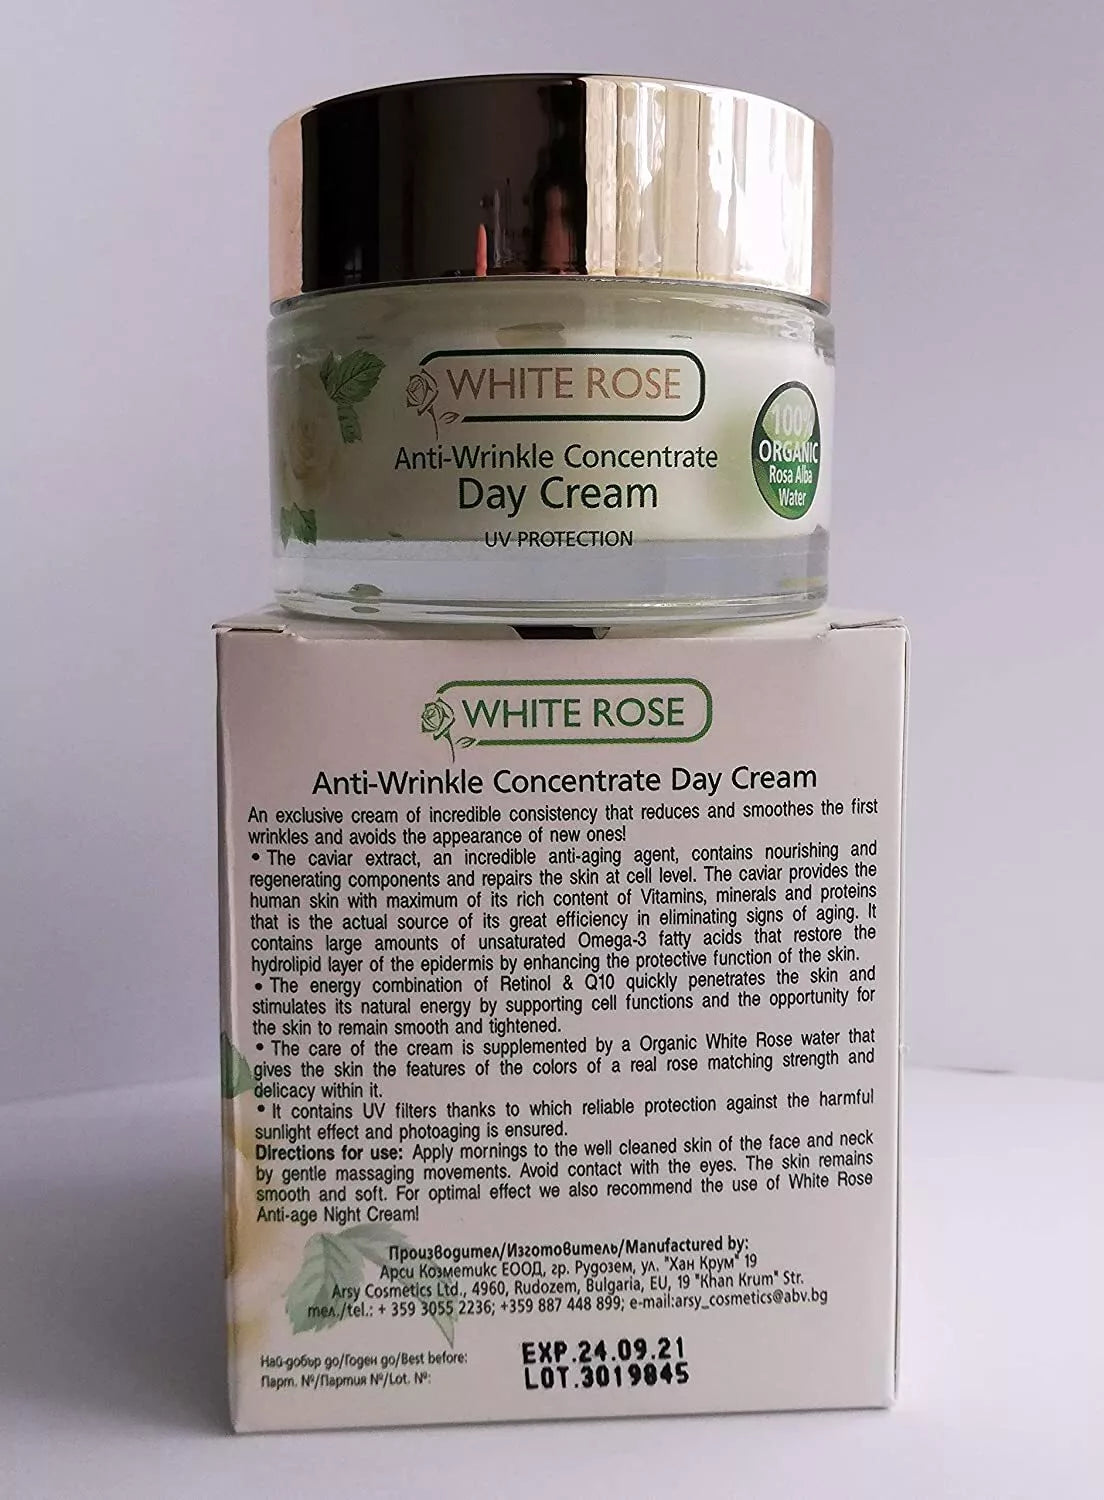 WHITE ROSE
Anti-Wrinkle Concentrate
Day Cream
UV PROTECTION
100%
ORGANIC
Rosa Alba
Water
WHITE ROSE
Anti-Wrinkle Concentrate Day Cream
An exclusive cream of incredible consistency that reduces and smoothes the first
wrinkles and avoids the appearance of new ones!
• The caviar extract, an incredible anti-aging agent, contains nourishing and
regenerating components and repairs the skin at cell level. The caviar provides the
human skin with maximum of its rich content of Vitamins, minerals and proteins
that is the actual source of its great efficiency in eliminating signs of aging. It
contains large amounts of unsaturated Omega-3 fatty acids that restore the
hydrolipid layer of the epidermis by enhancing the protective function of the skin.
• The energy combination of Retinol & Q10 quickly penetrates the skin and
stimulates its natural energy by supporting cell functions and the opportunity for
the skin to remain smooth and tightened.
• The care of the cream is supplemented by a Organic White Rose water that
gives the skin the features of the colors of a real rose matching strength and
delicacy within it.
• It contains UV filters thanks to which reliable protection against the harmful
sunlight effect and photoaging is ensured.
Directions for use: Apply mornings to the well cleaned skin of the face and neck
by gentle massaging movements. Avoid contact with the eyes. The skin remains
smooth and soft. For optimal effect we also recommend the use of White Rose
Anti-age Night Cream!
Производител/Изготовитель/Manufactured by:
Арси Козметикс ЕООД, гр. Рудозем, ул. "Хан Крум" 19
Arsy Cosmetics Ltd., 4960, Rudozem, Bulgaria, EU, 19 "Khan Krum" Str.
тел./tel.: + 359 3055 2236; +359 887 448 899; e-mail:arsy_cosmetics@abv.bg
Най-добър до/Годен до/Best before:
Парт. №/Партия №/Lot. №:
EXP.24.09.21
LOT.3019845